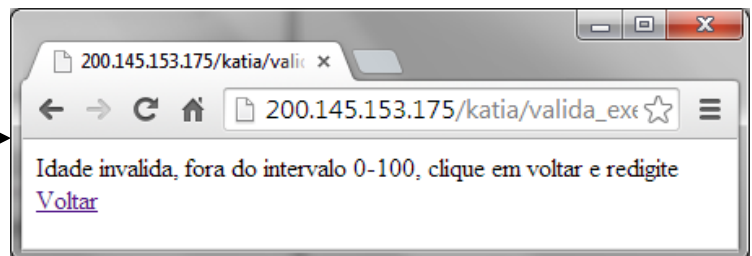 200.145.153.175/katia/valid
200.145.153.175/katia/valida_exe
Idade invalida, fora do intervalo 0-100, clique em voltar e redigite
Voltar